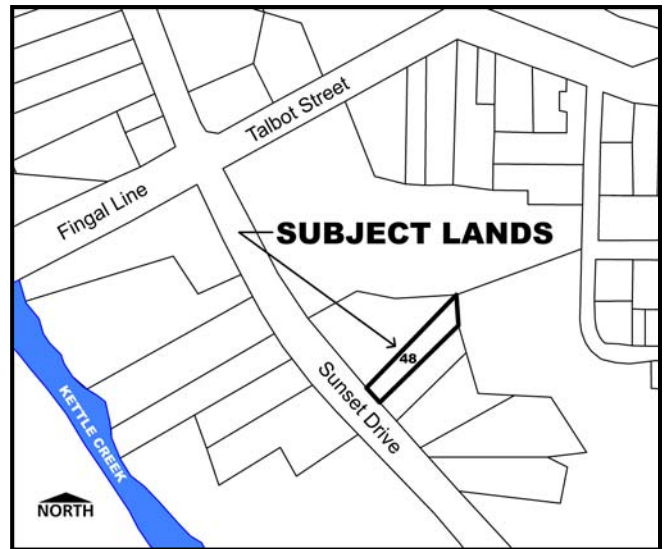 Talbot Street
Fingal Line
SUBJECT LANDS
48
Sunset Drive
KETTLE CREEK
NORTH